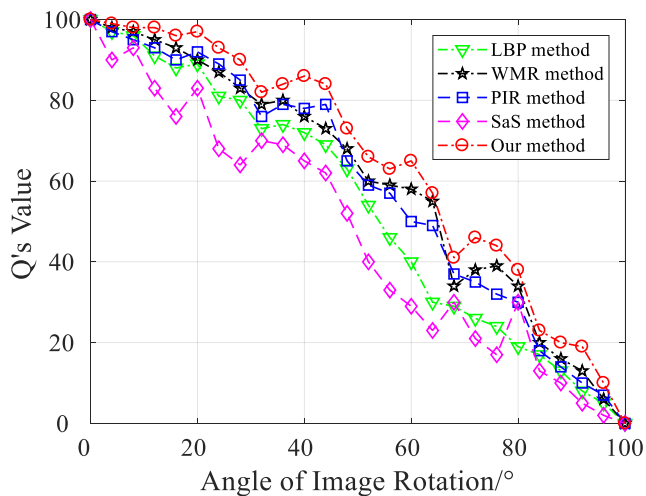 100
80
60
40
20
0
Q's Value
LBP method
WMR method
PIR method
SaS method
Our method
0 20 40 60 80 100
Angle of Image Rotation/°